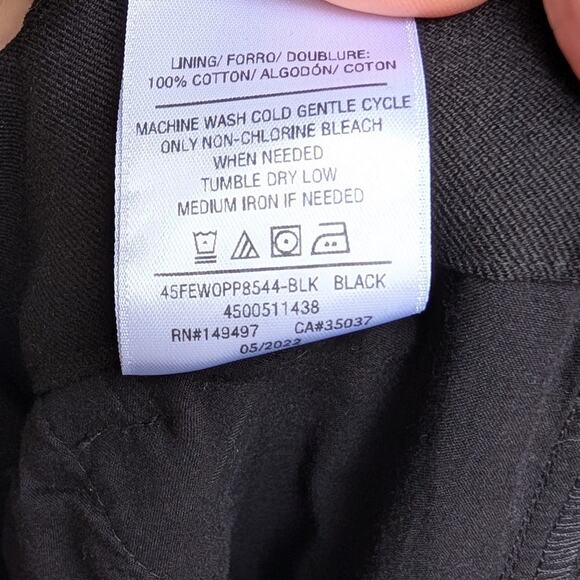 LINING/ FORRO/ DOUBLURE:
100% COTTON/ ALGODÓN/ COTON
MACHINE WASH COLD GENTLE CYCLE
ONLY NON-CHLORINE BLEACH
WHEN NEEDED
TUMBLE DRY LOW
MEDIUM IRON IF NEEDED
45FEWOPP8544-BLK BLACK
4500511438
RN#149497 CA#35037
05/2022